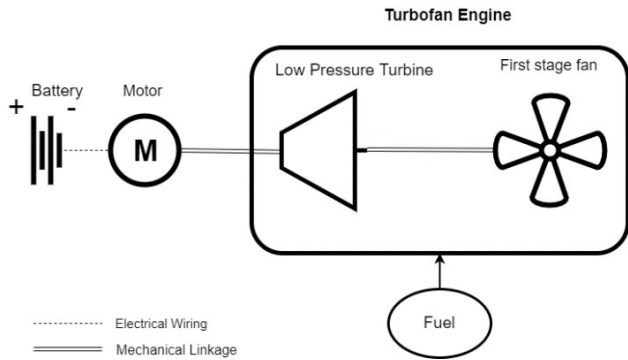 Turbofan Engine
Battery
Motor
Low Pressure Turbine
First stage fan
+
-
M
Fuel
Electrical Wiring
Mechanical Linkage